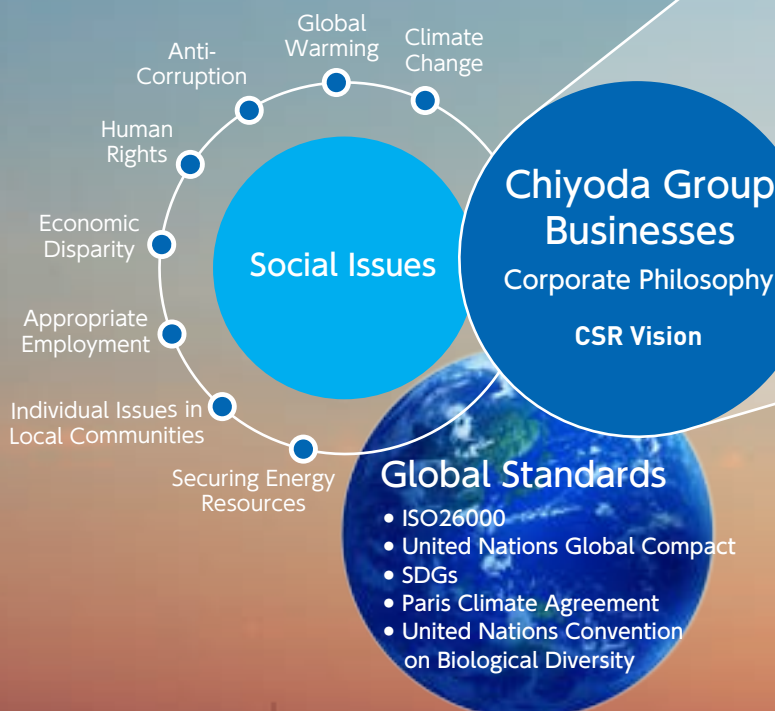 Global
Warming
Climate
Change
Anti-
Corruption
Human
Rights
Economic
Disparity
Appropriate
Employment
Individual Issues in
Local Communities
Securing Energy
Resources
Social Issues
Chiyoda Group
Businesses
Corporate Philosophy
CSR Vision
Global Standards
• ISO26000
• United Nations Global Compact
• SDGs
• Paris Climate Agreement
• United Nations Convention
on Biological Diversity